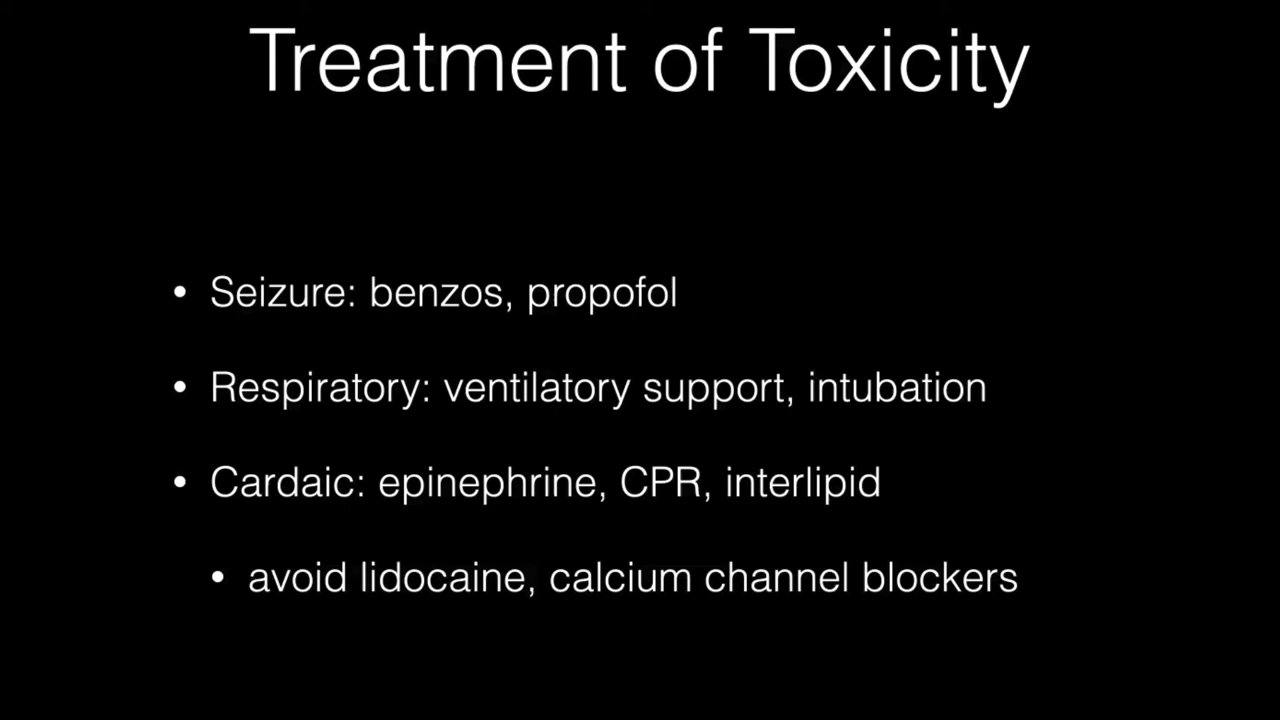 Treatment of Toxicity
• Seizure: benzos, propofol
• Respiratory: ventilatory support, intubation
• Cardaic: epinephrine, CPR, interlipid
• avoid lidocaine, calcium channel blockers